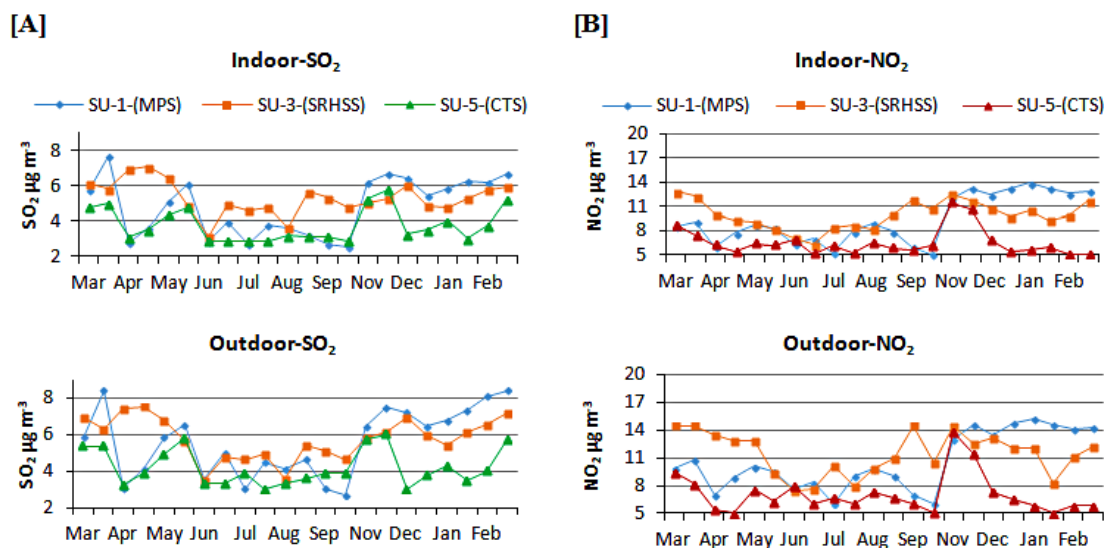 [A]
Indoor-SO₂
SU-1-(MPS) SU-3-(SRHSS) SU-5-(CTS)
SO₂ µg m⁻³
8
6
4
2
Mar Apr May Jun Jul Aug Sep Nov Dec Jan Feb
Outdoor-SO₂
SO₂ µg m⁻³
8
6
4
2
Mar Apr May Jun Jul Aug Sep Nov Dec Jan Feb
[B]
Indoor-NO₂
SU-1-(MPS) SU-3-(SRHSS) SU-5-(CTS)
NO₂ µg m⁻³
20
17
14
11
8
5
Mar Apr May Jun Jul Aug Sep Nov Dec Jan Feb
Outdoor-NO₂
NO₂ µg m⁻³
20
17
14
11
8
5
Mar Apr May Jun Jul Aug Sep Nov Dec Jan Feb